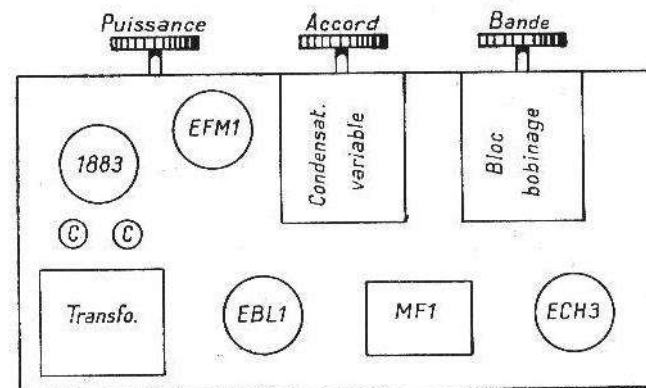 Puissance
Accord
Bande
EFM1
1883
Condensat.
variable
Bloc
bobinage
C
C
Transfo.
EBL1
MF1
ECH3